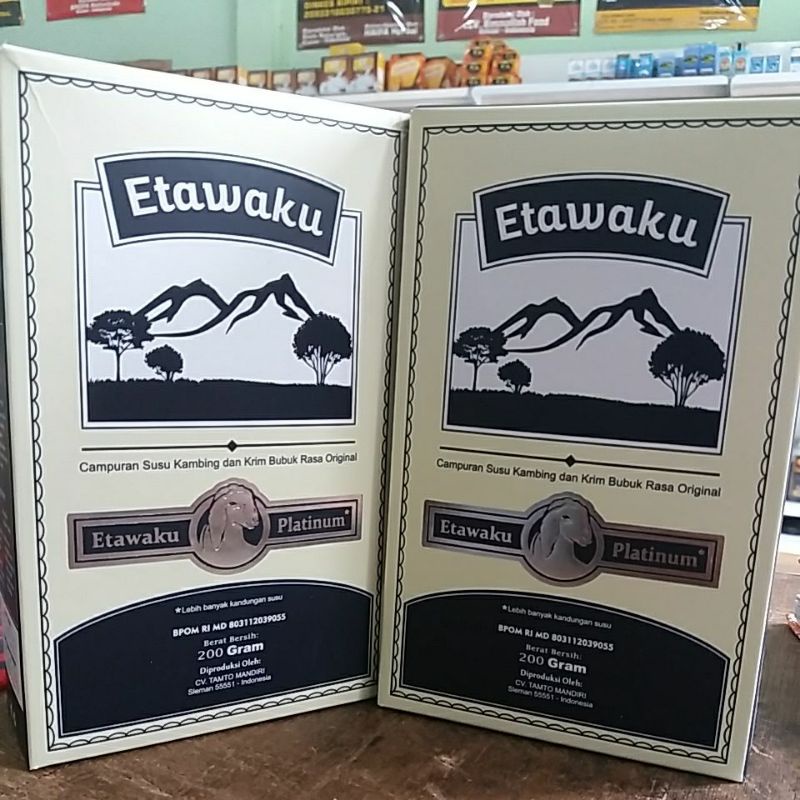 Etawaku
Campuran Susu Kambing dan Krim Bubuk Rasa Original
Etawaku Platinum*
*Lebih banyak kandungan susu
BPOM RI MD 803112039055
Berat Bersih:
200 Gram
Diproduksi Oleh:
CV. TAMTO MANDIRI
Sleman 55551 - Indonesia
Etawaku
Campuran Susu Kambing dan Krim Bubuk Rasa Original
Etawaku Platinum*
*Lebih banyak kandungan susu
BPOM RI MD 803112039055
Berat Bersih:
200 Gram
Diproduksi Oleh:
CV. TAMTO MANDIRI
Sleman 55551 - Indonesia